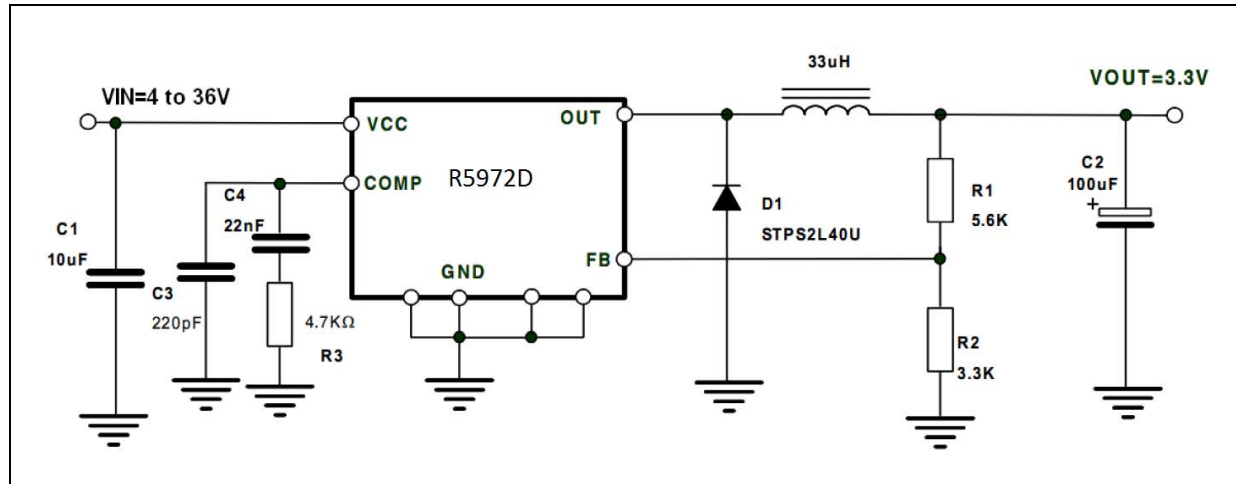 33uH
VOUT=3.3V
VIN=4 to 36V
VCC
OUT
COMP
R5972D
C4
22nF
C1
10uF
C3
220pF
4.7KΩ
R3
GND
FB
D1
STPS2L40U
R1
5.6K
C2
100uF
+
R2
3.3K